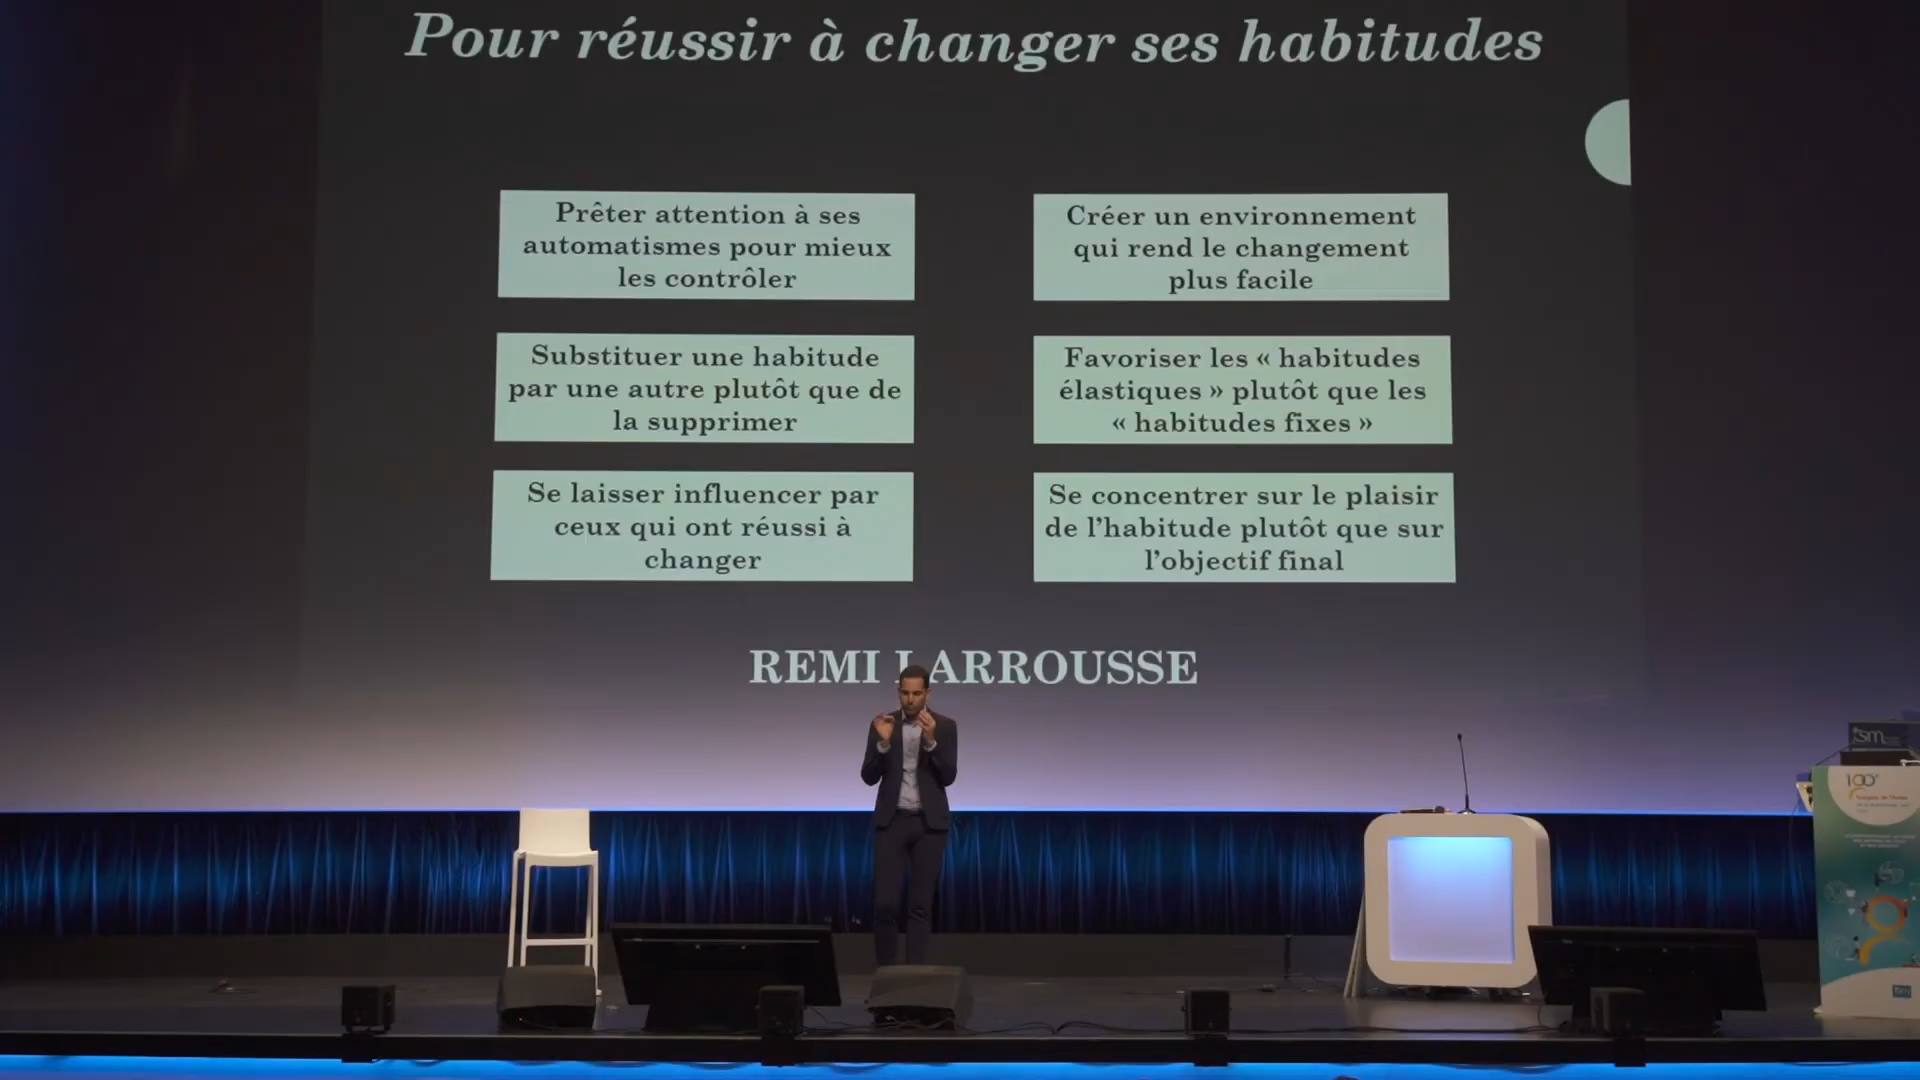 Pour réussir à changer ses habitudes
Prêter attention à ses
automatismes pour mieux
les contrôler
Créer un environnement
qui rend le changement
plus facile
Substituer une habitude
par une autre plutôt que de
la supprimer
Favoriser les « habitudes
élastiques » plutôt que les
« habitudes fixes »
Se laisser influencer par
ceux qui ont réussi à
changer
Se concentrer sur le plaisir
de l’habitude plutôt que sur
l’objectif final
REMI LARROUSSE
ism
100e